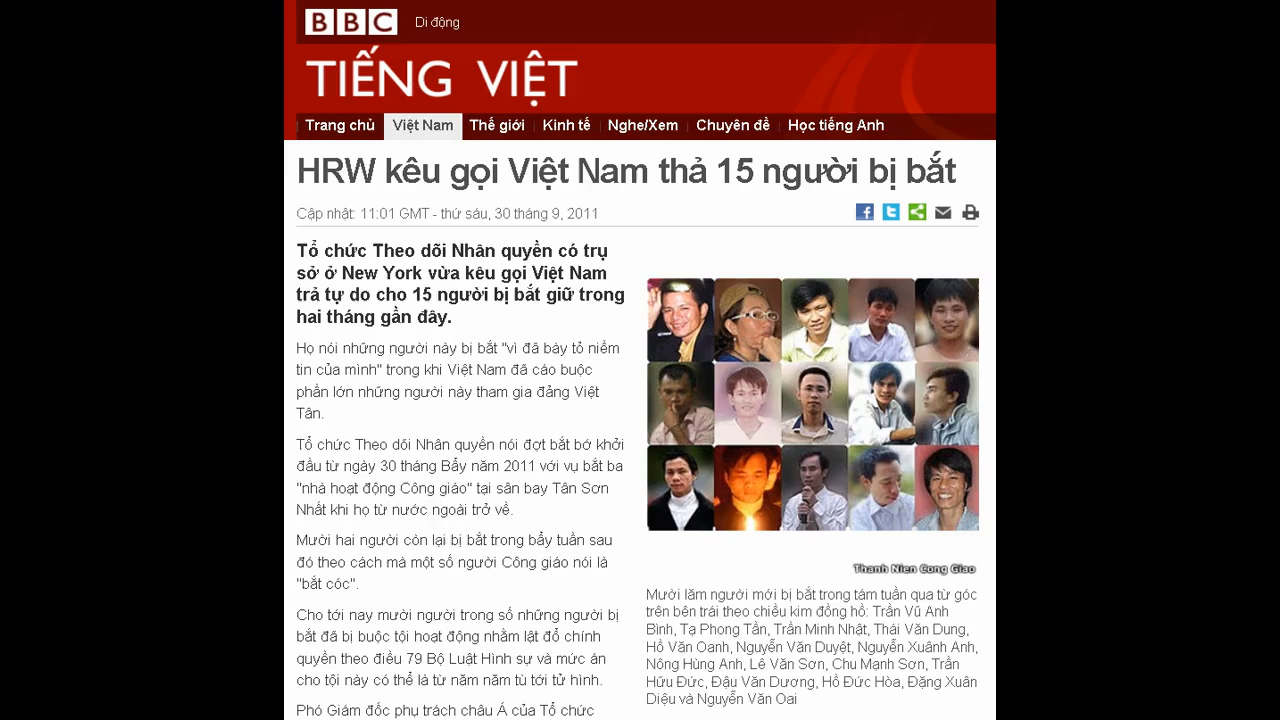 BBC Di động
TIẾNG VIỆT
Trang chủ Việt Nam Thế giới Kinh tế Nghe/Xem Chuyên đề Học tiếng Anh
HRW kêu gọi Việt Nam thả 15 người bị bắt
Cập nhật: 11:01 GMT - thứ sáu, 30 tháng 9, 2011
Tổ chức Theo dõi Nhân quyền có trụ
sở ở New York vừa kêu gọi Việt Nam
trả tự do cho 15 người bị bắt giữ trong
hai tháng gần đây.
Họ nói những người này bị bắt "vì đã bày tỏ niềm
tin của mình" trong khi Việt Nam đã cáo buộc
phần lớn những người này tham gia đảng Việt
Tân.
Tổ chức Theo dõi Nhân quyền nói đợt bắt bớ khởi
đầu từ ngày 30 tháng Bẩy năm 2011 với vụ bắt ba
"nhà hoạt động Công giáo" tại sân bay Tân Sơn
Nhất khi họ từ nước ngoài trở về.
Mười hai người còn lại bị bắt trong bẩy tuần sau
đó theo cách mà một số người Công giáo nói là
"bắt cóc".
Cho tới nay mười người trong số những người bị
bắt đã bị buộc tội hoạt động nhằm lật đổ chính
quyền theo điều 79 Bộ Luật Hình sự và mức án
cho tội này có thể là từ năm năm tù tới tử hình.
Phó Giám đốc phụ trách châu Á của Tổ chức
Thanh Nien Cong Giao
Mười lăm người mới bị bắt trong tám tuần qua từ góc
trên bên trái theo chiều kim đồng hồ: Trần Vũ Anh
Bình, Tạ Phong Tần, Trần Minh Nhật, Thái Văn Dung,
Hồ Văn Oanh, Nguyễn Văn Duyệt, Nguyễn Xuânh Anh,
Nông Hùng Anh, Lê Văn Sơn, Chu Mạnh Sơn, Trần
Hữu Đức, Đậu Văn Dương, Hồ Đức Hòa, Đặng Xuân
Diệu và Nguyễn Văn Oai